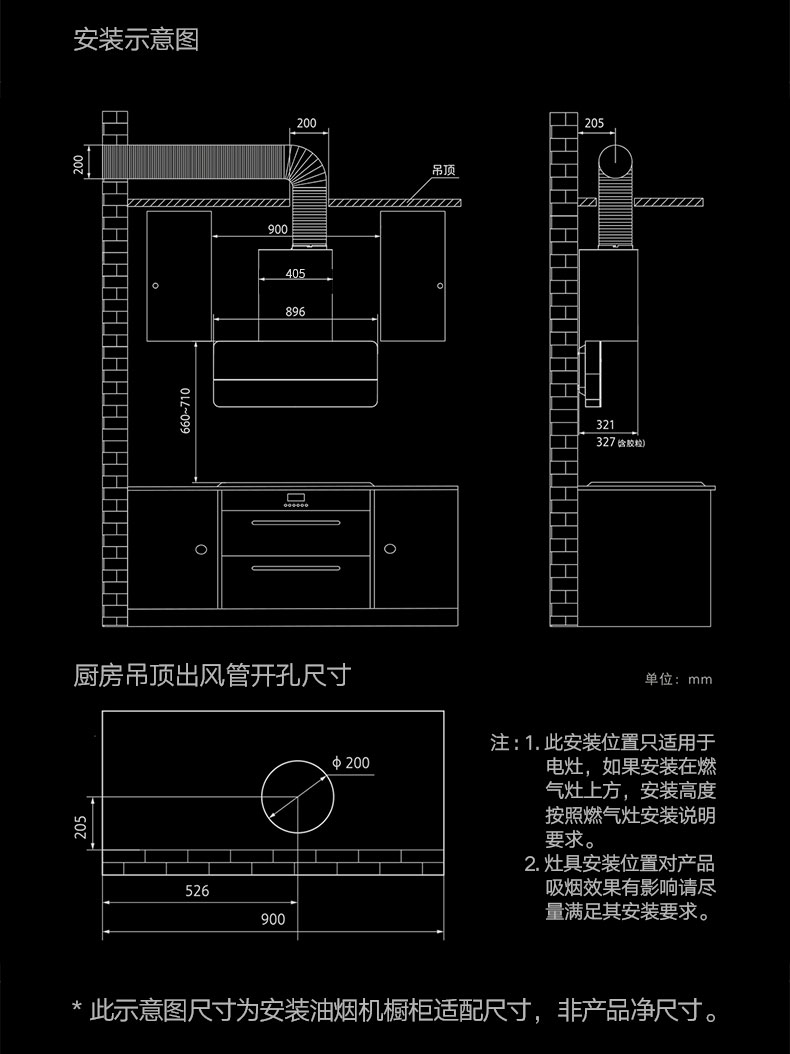 安装示意图
200
205
200
吊顶
900
405
896
660~710
321
327 (含胶粒)
厨房吊顶出风管开孔尺寸
单位：mm
ф 200
205
526
900
注：1. 此安装位置只适用于
电灶，如果安装在燃
气灶上方，安装高度
按照燃气灶安装说明
要求。
2. 灶具安装位置对产品
吸烟效果有影响请尽
量满足其安装要求。
* 此示意图尺寸为安装油烟机橱柜适配尺寸，非产品净尺寸。